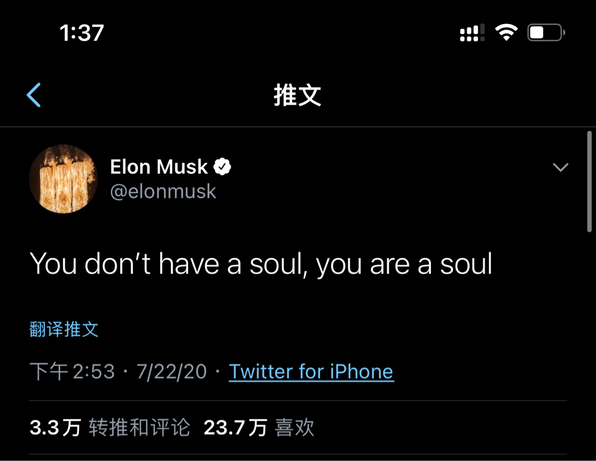 1:37
推文
Elon Musk
@elonmusk
You don’t have a soul, you are a soul
翻译推文
下午 2:53 · 7/22/20 · Twitter for iPhone
3.3万 转推和评论 23.7万 喜欢